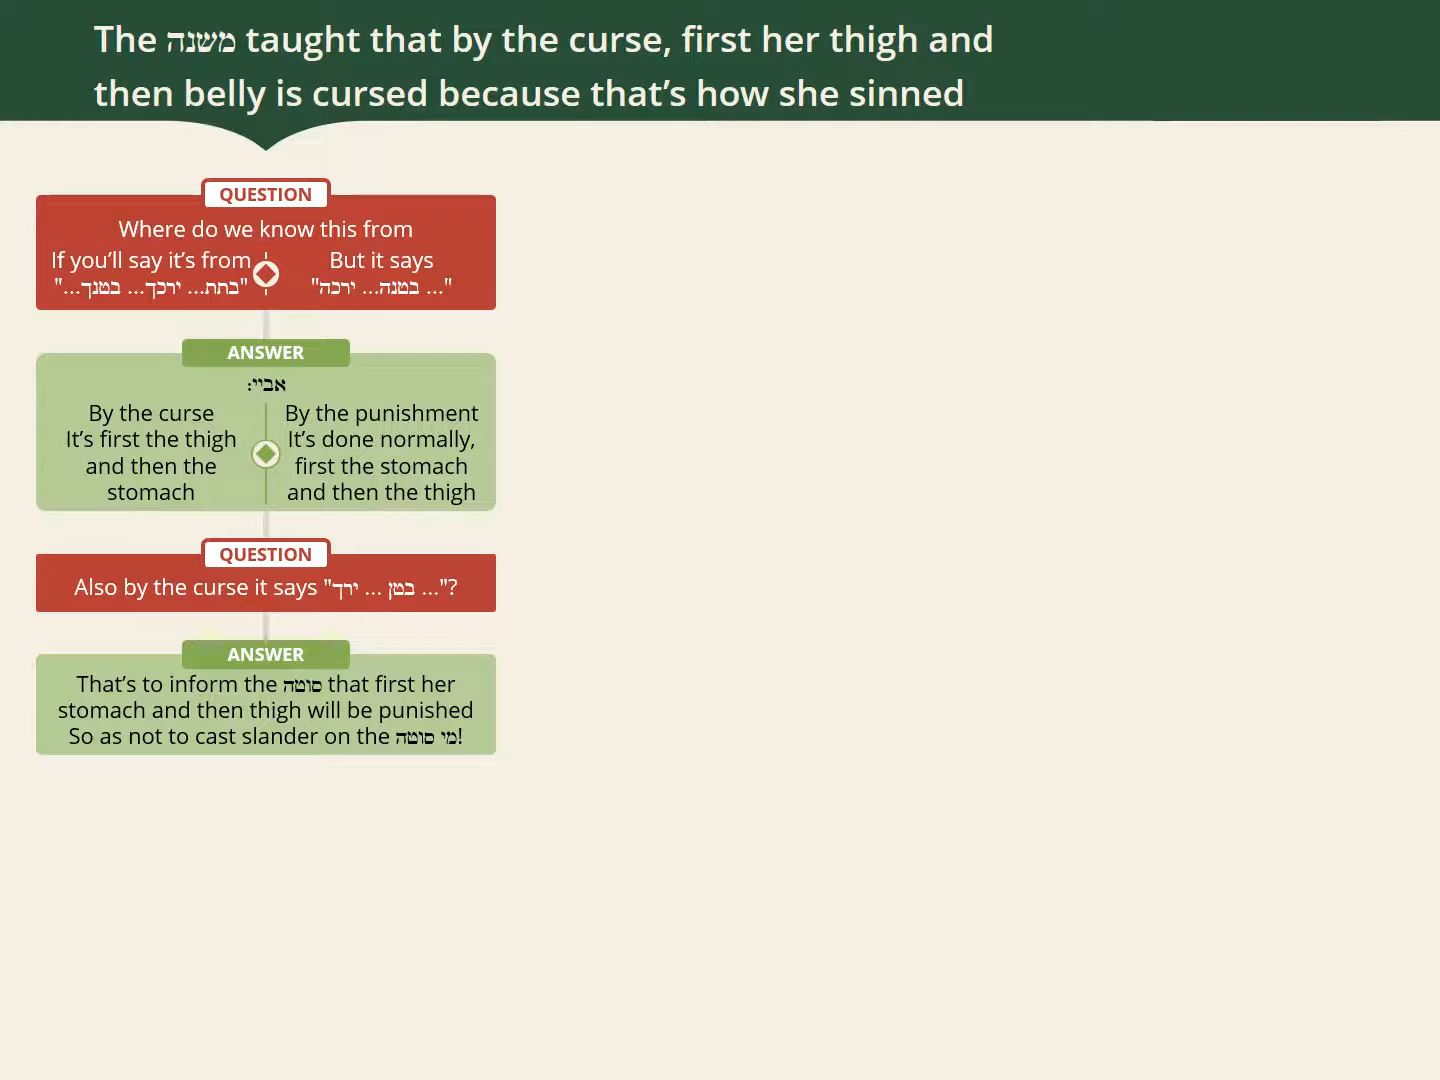 The משנה taught that by the curse, first her thigh and
then belly is cursed because that’s how she sinned
QUESTION
Where do we know this from
If you’ll say it’s from
"בתת... ירכך... בטנך..."
But it says
"... בטנה... ירכה"
ANSWER
אביי:
By the curse
It’s first the thigh
and then the
stomach
By the punishment
It’s done normally,
first the stomach
and then the thigh
QUESTION
Also by the curse it says "... בטן ... ירך"?
ANSWER
That’s to inform the סוטה that first her
stomach and then thigh will be punished
So as not to cast slander on the מי סוטה!